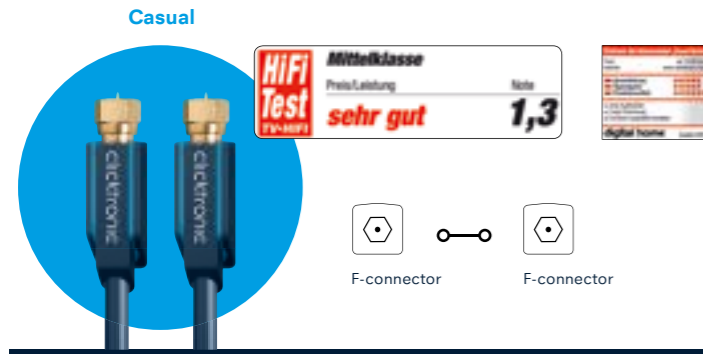 Casual
HiFi
Test
TV•HIFI
Mittelklasse
Preis/Leistung
Note
sehr gut
1,3
digital home
clicktronic
clicktronic
F-connector
F-connector